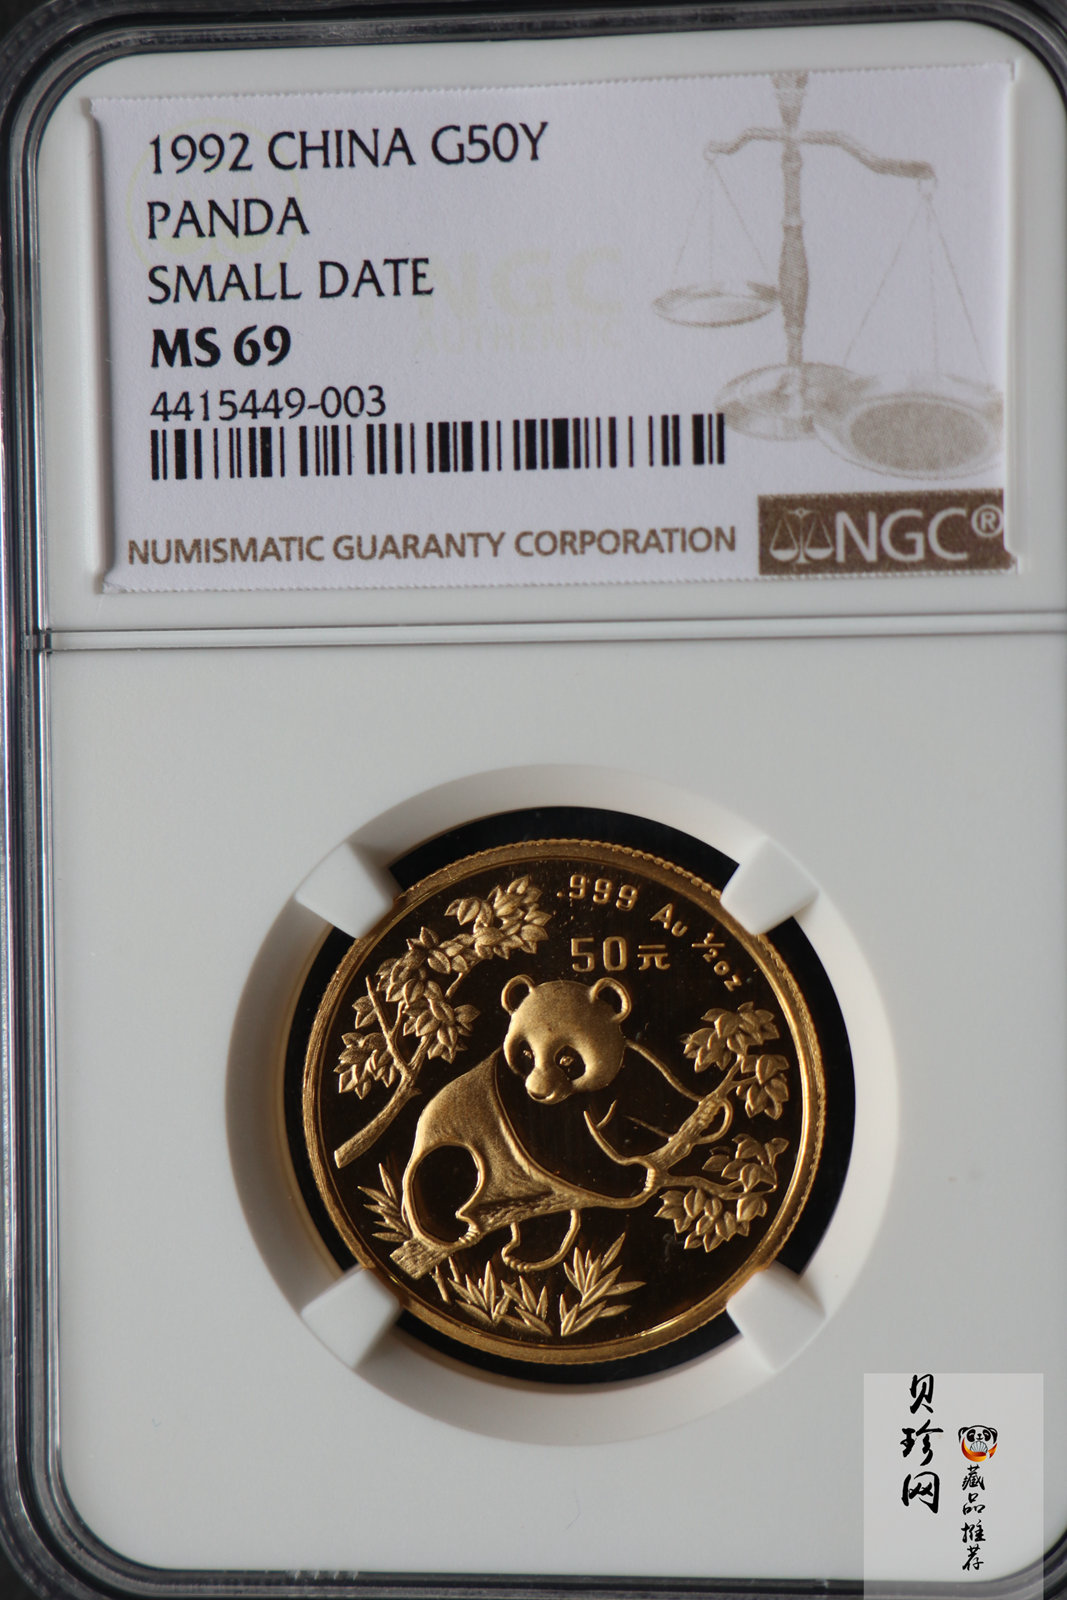 1992 CHINA G50Y
PANDA
SMALL DATE
MS 69
4415449-003
NUMISMATIC GUARANTY CORPORATION
NGC®
NGC
.999 Au ½oz
50元
贝珍网
藏品推荐